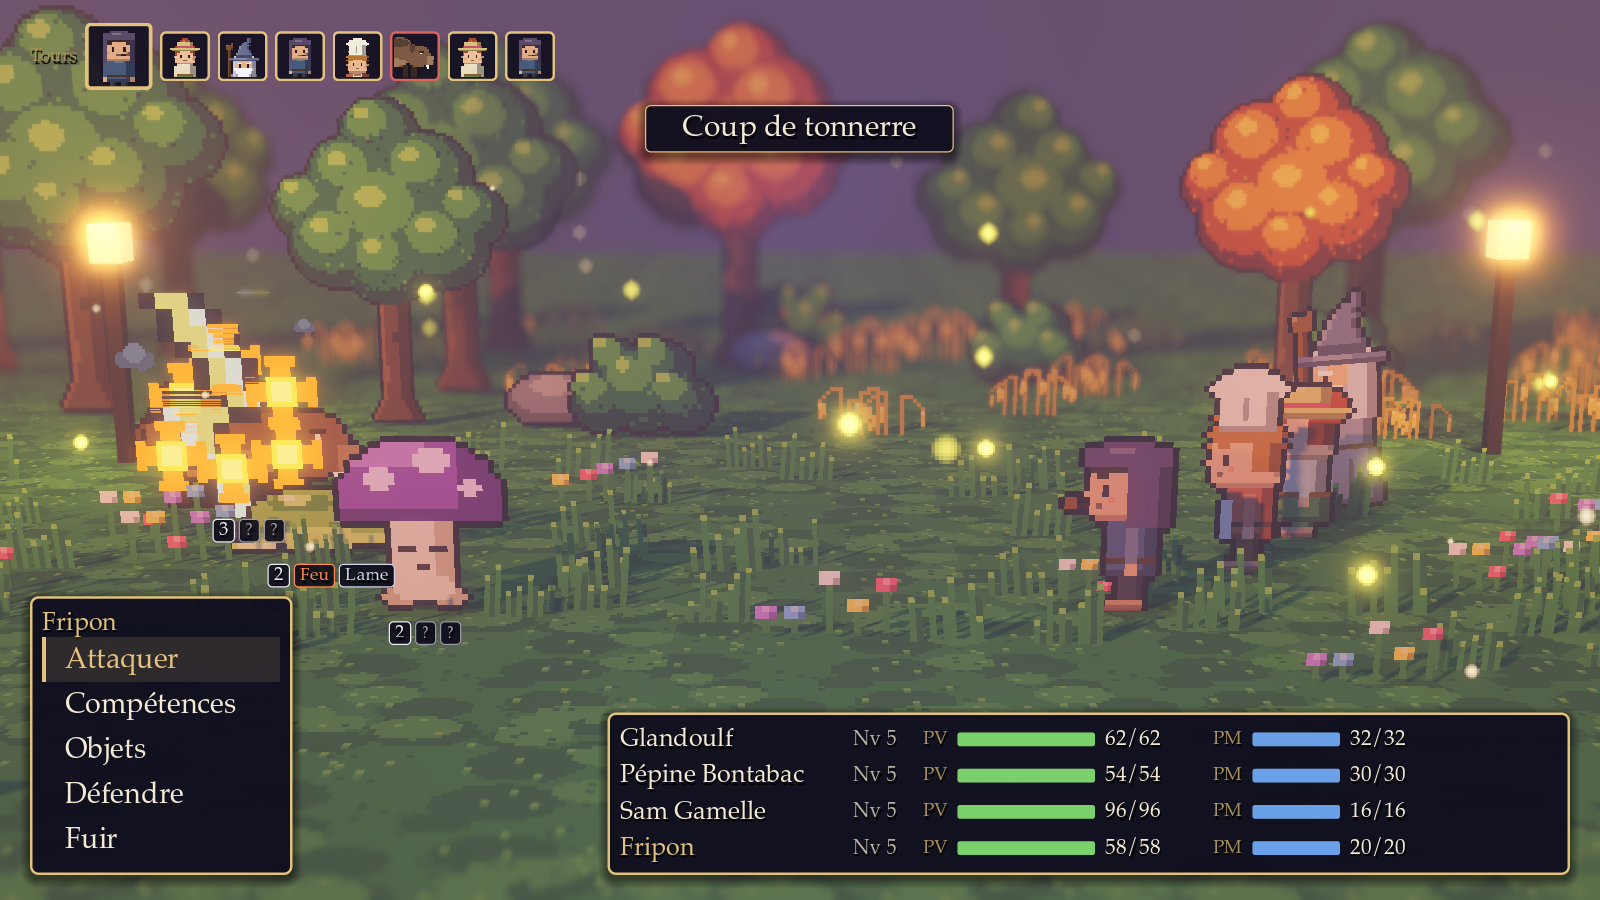 Tours
Coup de tonnerre
3 ? ?
2 Feu Lame
2 ? ?
Fripon
Attaquer
Compétences
Objets
Défendre
Fuir
Glandoulf Nv 5 PV 62/62 PM 32/32
Pépine Bontabac Nv 5 PV 54/54 PM 30/30
Sam Gamelle Nv 5 PV 96/96 PM 16/16
Fripon Nv 5 PV 58/58 PM 20/20